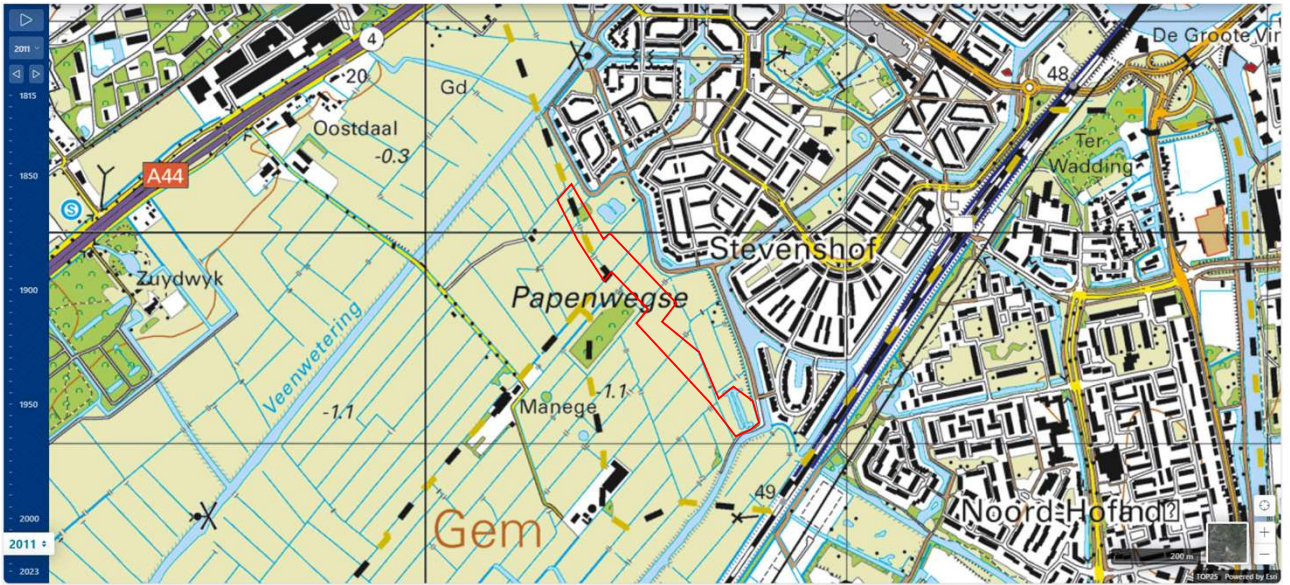 2011
1815
1850
1900
1950
2000
2011
2023
4
20
Gd
Oostdaal
-0.3
A44
S
Zuydwyk
Veenwetering
-1.1
Papenwegse
Manege
-1.1
Gem
Stevenshof
De Groote Vir
48
Ter
Wadding
49
Noord-Hofland
200 m
TOP25 Powered by Esri